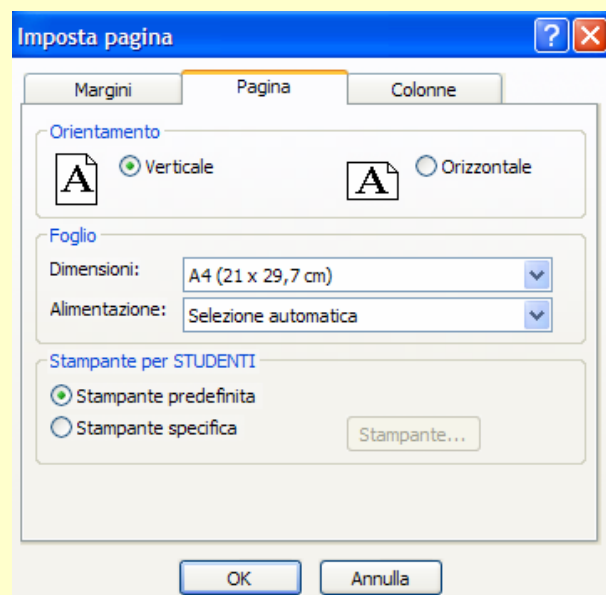 Imposta pagina
Margini Pagina Colonne
Orientamento
A Verticale A Orizzontale
Foglio
Dimensioni: A4 (21 x 29,7 cm)
Alimentazione: Selezione automatica
Stampante per STUDENTI
Stampante predefinita
Stampante specifica Stampante...
OK Annulla